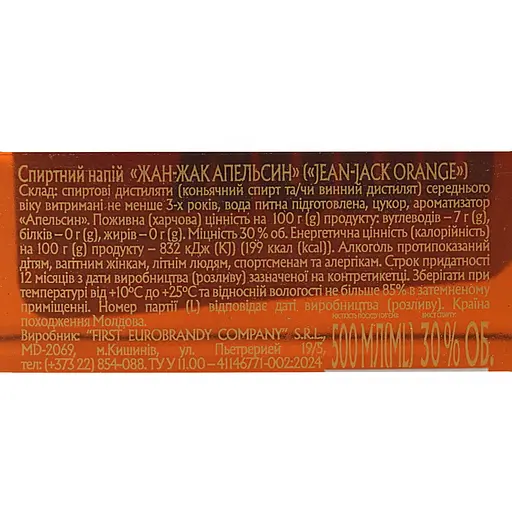 Спиртний напій «ЖАН-ЖАК АПЕЛЬСИН» («JEAN-JACK ORANGE»)
Склад: спиртові дистиляти (коньячний спирт та/чи винний дистилят) середнього
віку витримані не менше 3-х років, вода питна підготовлена, цукор, ароматизатор
«Апельсин». Поживна (харчова) цінність на 100 г (g) продукту: вуглеводів – 7 г (g),
білків – 0 г (g), жирів – 0 г (g). Міцність 30 % об. Енергетична цінність (калорійність)
на 100 г (g) продукту – 832 кДж (KJ) (199 ккал (kcal)). Алкоголь протипоказаний
дітям, вагітним жінкам, літнім людям, спортсменам та алергікам. Строк придатності
12 місяців з дати виробництва (розливу) зазначеної на контретикетці. Зберігати при
температурі від +10°С до +25°С та відносній вологості не більше 85% в затемненому
приміщенні. Номер партії (L) відповідає даті виробництва (розливу). Країна
походження Молдова.
Виробник: "FIRST EUROBRANDY COMPANY" S.R.L.,
MD-2069, м.Кишинів, ул. Пьетрерией 19/5,
тел: (+373 22) 854-088. ТУ У 11.00 – 41146771-002:2024
500 МЛ(ML) 30% ОБ.